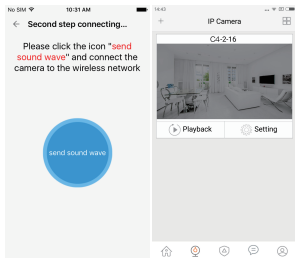 No SIM
10:31 AM
Second step connecting...
Please click the icon "send
sound wave" and connect the
camera to the wireless network
send sound wave
14:43
IP Camera
C4-2-16
Playback
Setting